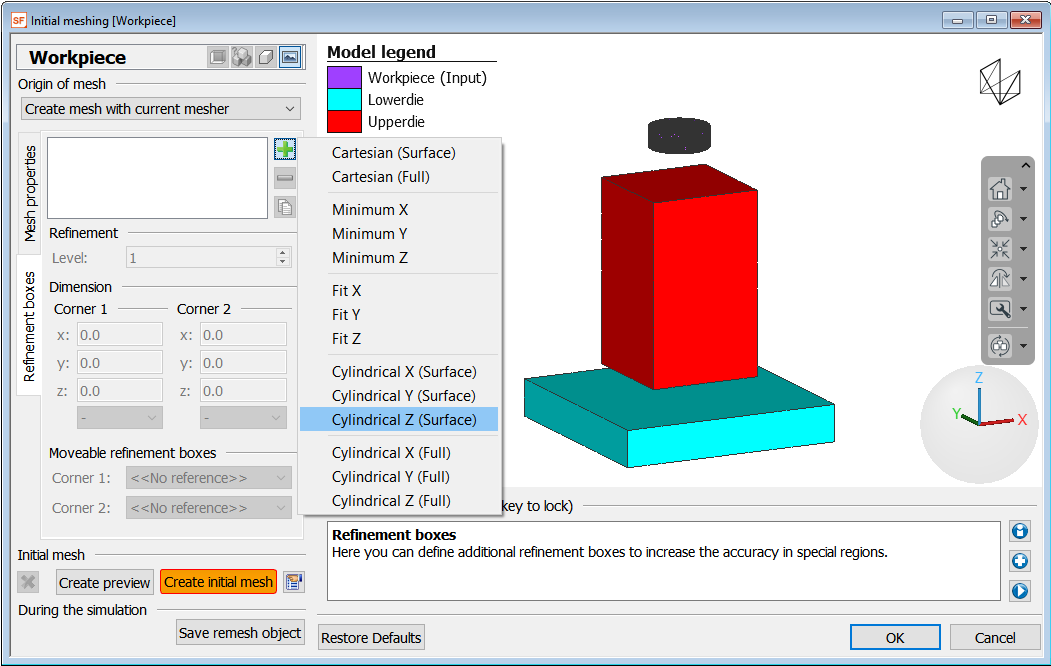 SF Initial meshing [Workpiece]
Workpiece
Origin of mesh
Create mesh with current mesher
Mesh properties
Refinement boxes
Refinement
Level: 1
Dimension
Corner 1 Corner 2
x: 0.0 x: 0.0
y: 0.0 y: 0.0
z: 0.0 z: 0.0
- -
Moveable refinement boxes
Corner 1: <<No reference>>
Corner 2: <<No reference>>
Initial mesh
Create preview Create initial mesh
During the simulation
Save remesh object
Cartesian (Surface)
Cartesian (Full)
Minimum X
Minimum Y
Minimum Z
Fit X
Fit Y
Fit Z
Cylindrical X (Surface)
Cylindrical Y (Surface)
Cylindrical Z (Surface)
Cylindrical X (Full)
Cylindrical Y (Full)
Cylindrical Z (Full)
Model legend
Workpiece (Input)
Lowerdie
Upperdie
Z
Y
X
key to lock)
Refinement boxes
Here you can define additional refinement boxes to increase the accuracy in special regions.
Restore Defaults OK Cancel